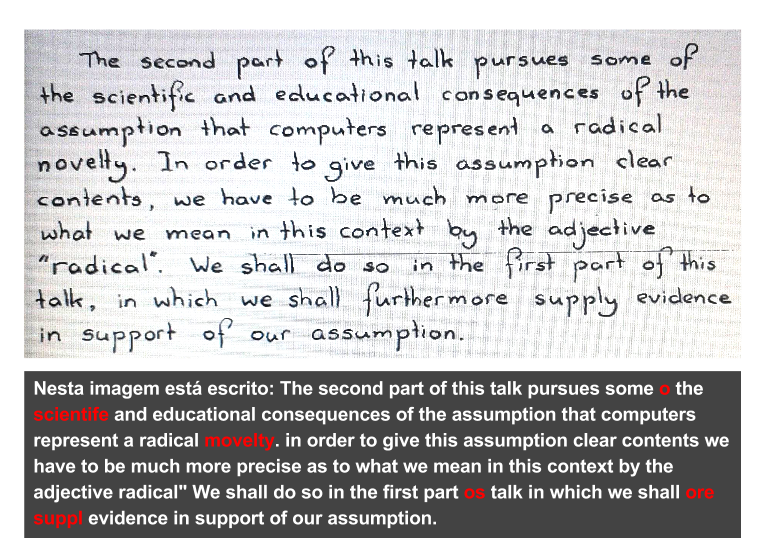 The second part of this talk pursues some of
the scientific and educational consequences of the
assumption that computers represent a radical
novelty. In order to give this assumption clear
contents, we have to be much more precise as to
what we mean in this context by the adjective
"radical". We shall do so in the first part of this
talk, in which we shall furthermore supply evidence
in support of our assumption.
Nesta imagem está escrito: The second part of this talk pursues some o the
scientife and educational consequences of the assumption that computers
represent a radical movelty. in order to give this assumption clear contents we
have to be much more precise as to what we mean in this context by the
adjective radical" We shall do so in the first part os talk in which we shall ore
suppl evidence in support of our assumption.